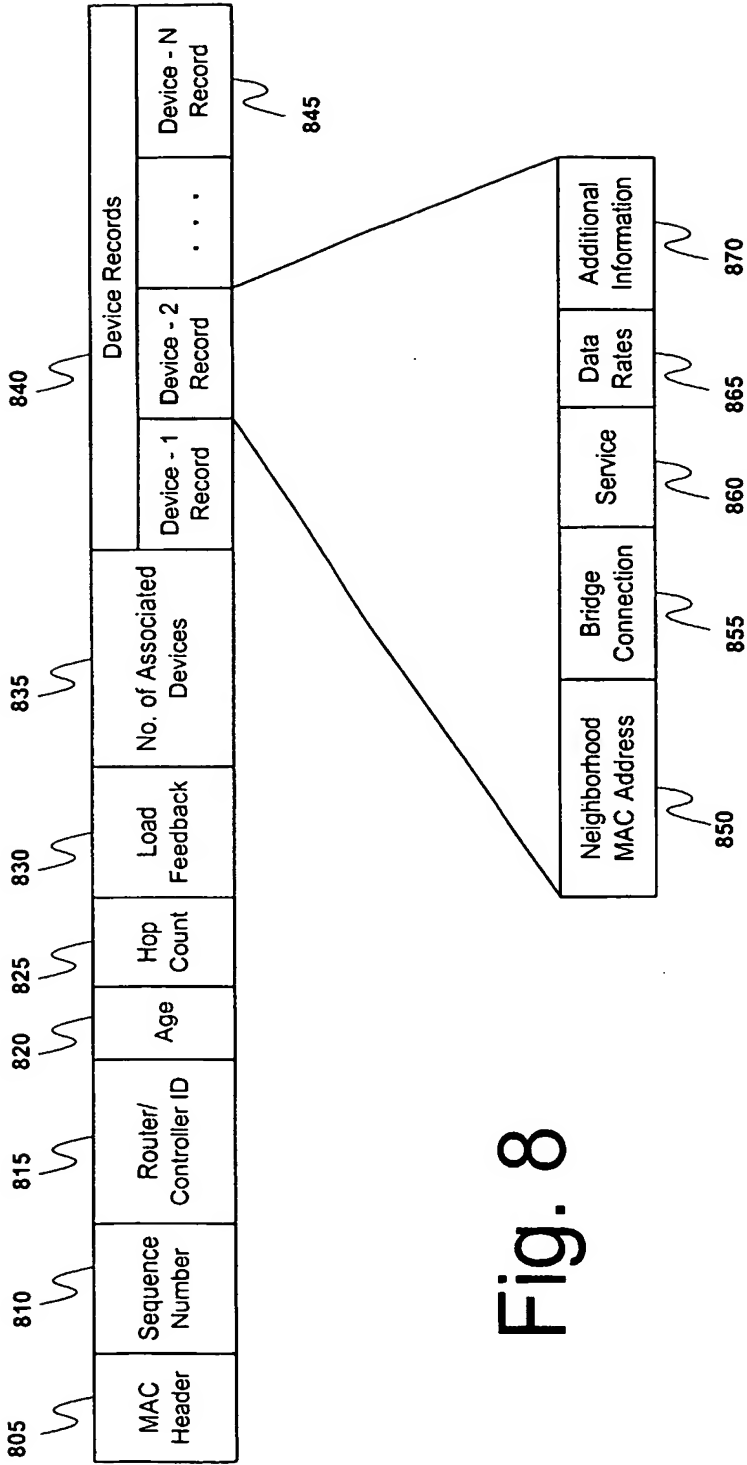 805
810
815
820
825
830
835
840
MAC
Header
Sequence
Number
Router/
Controller ID
Age
Hop
Count
Load
Feedback
No. of Associated
Devices
Device Records
Device - 1
Record
Device - 2
Record
. . .
Device - N
Record
845
Neighborhood
MAC Address
Bridge
Connection
Service
Data
Rates
Additional
Information
850
855
860
865
870
Fig. 8